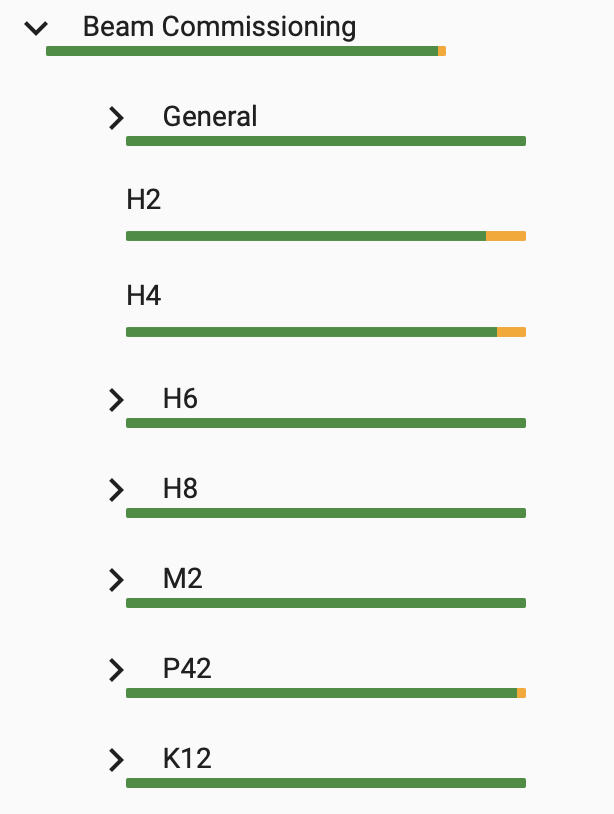 Beam Commissioning
General
H2
H4
H6
H8
M2
P42
K12